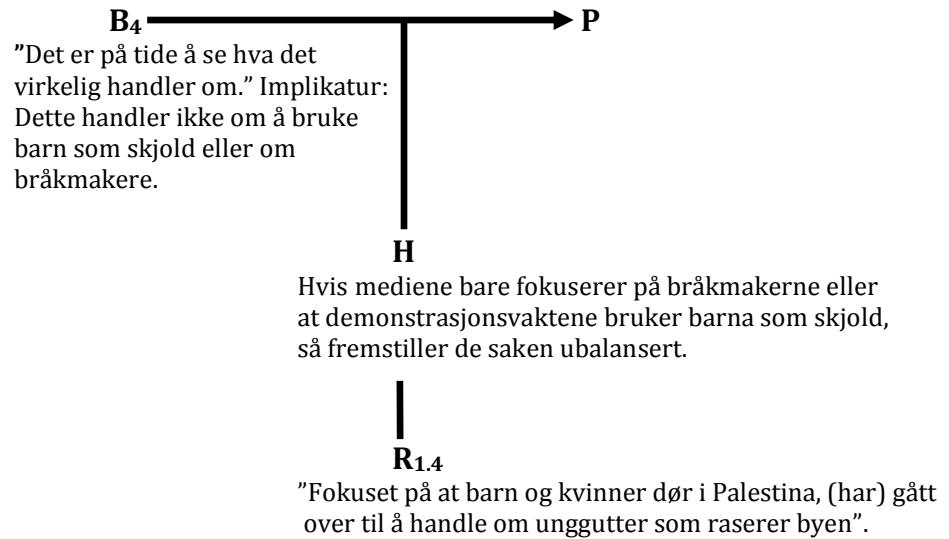 B₄ P
"Det er på tide å se hva det
virkelig handler om.” Implikatur:
Dette handler ikke om å bruke
barn som skjold eller om
bråkmakere.
H
Hvis mediene bare fokuserer på bråkmakerne eller
at demonstrasjonsvaktene bruker barna som skjold,
så fremstiller de saken ubalansert.
R₁.₄
”Fokuset på at barn og kvinner dør i Palestina, (har) gått
over til å handle om unggutter som raserer byen”.